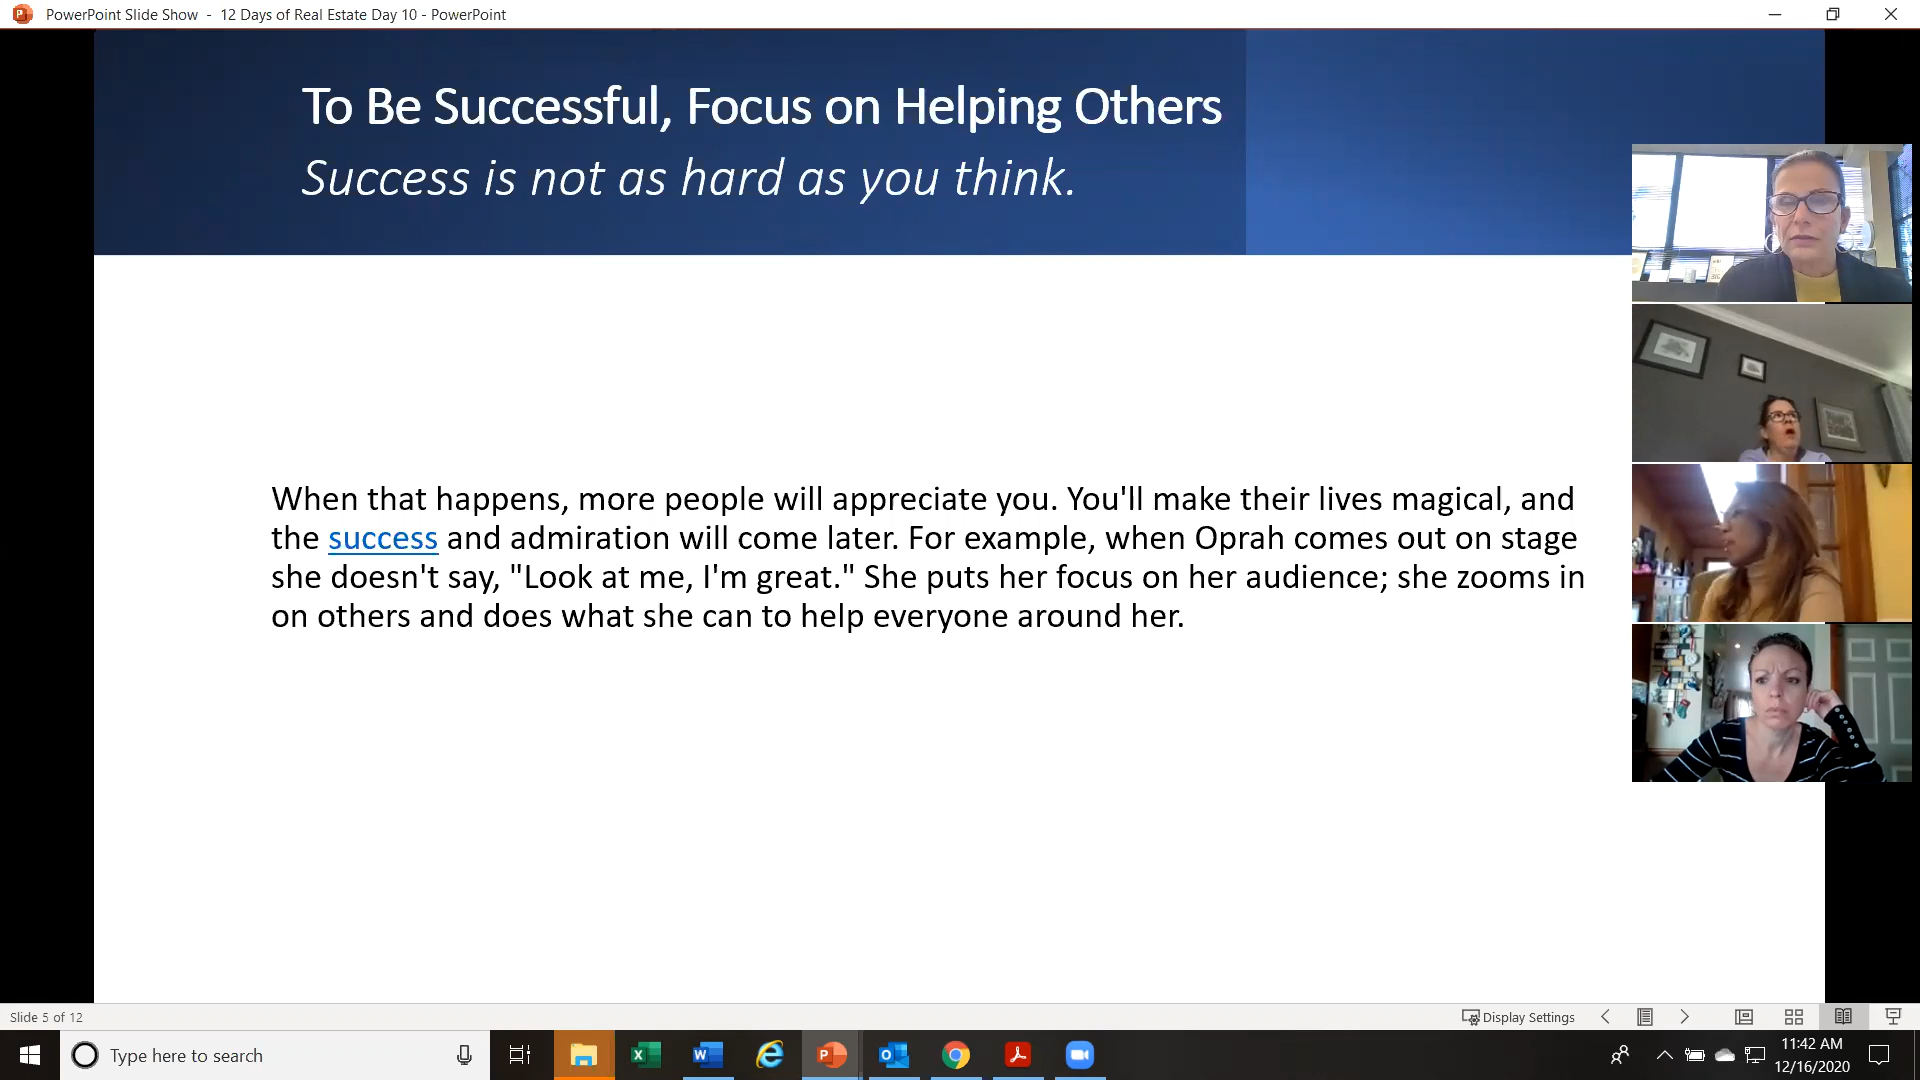 PowerPoint Slide Show - 12 Days of Real Estate Day 10 - PowerPoint
To Be Successful, Focus on Helping Others
Success is not as hard as you think.
When that happens, more people will appreciate you. You'll make their lives magical, and
the success and admiration will come later. For example, when Oprah comes out on stage
she doesn't say, "Look at me, I'm great." She puts her focus on her audience; she zooms in
on others and does what she can to help everyone around her.
Slide 5 of 12
Display Settings
Type here to search
11:42 AM
12/16/2020